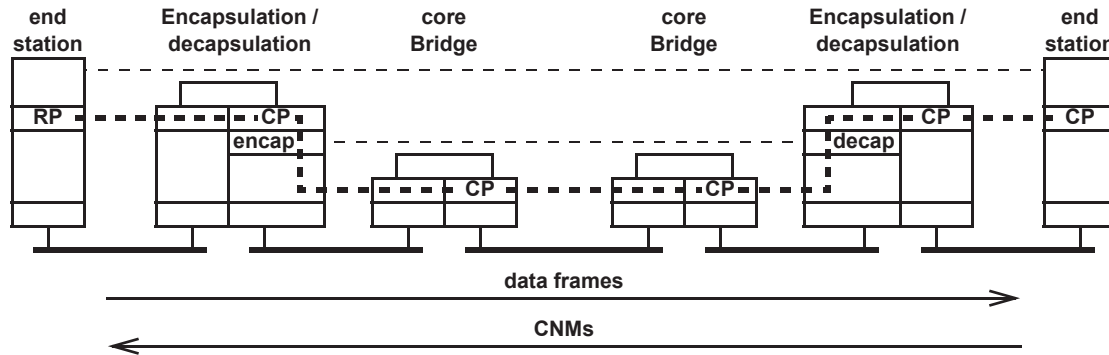 end
station
Encapsulation /
decapsulation
core
Bridge
core
Bridge
Encapsulation /
decapsulation
end
station
RP
CP
encap
CP
CP
decap
CP
CP
data frames
CNMs